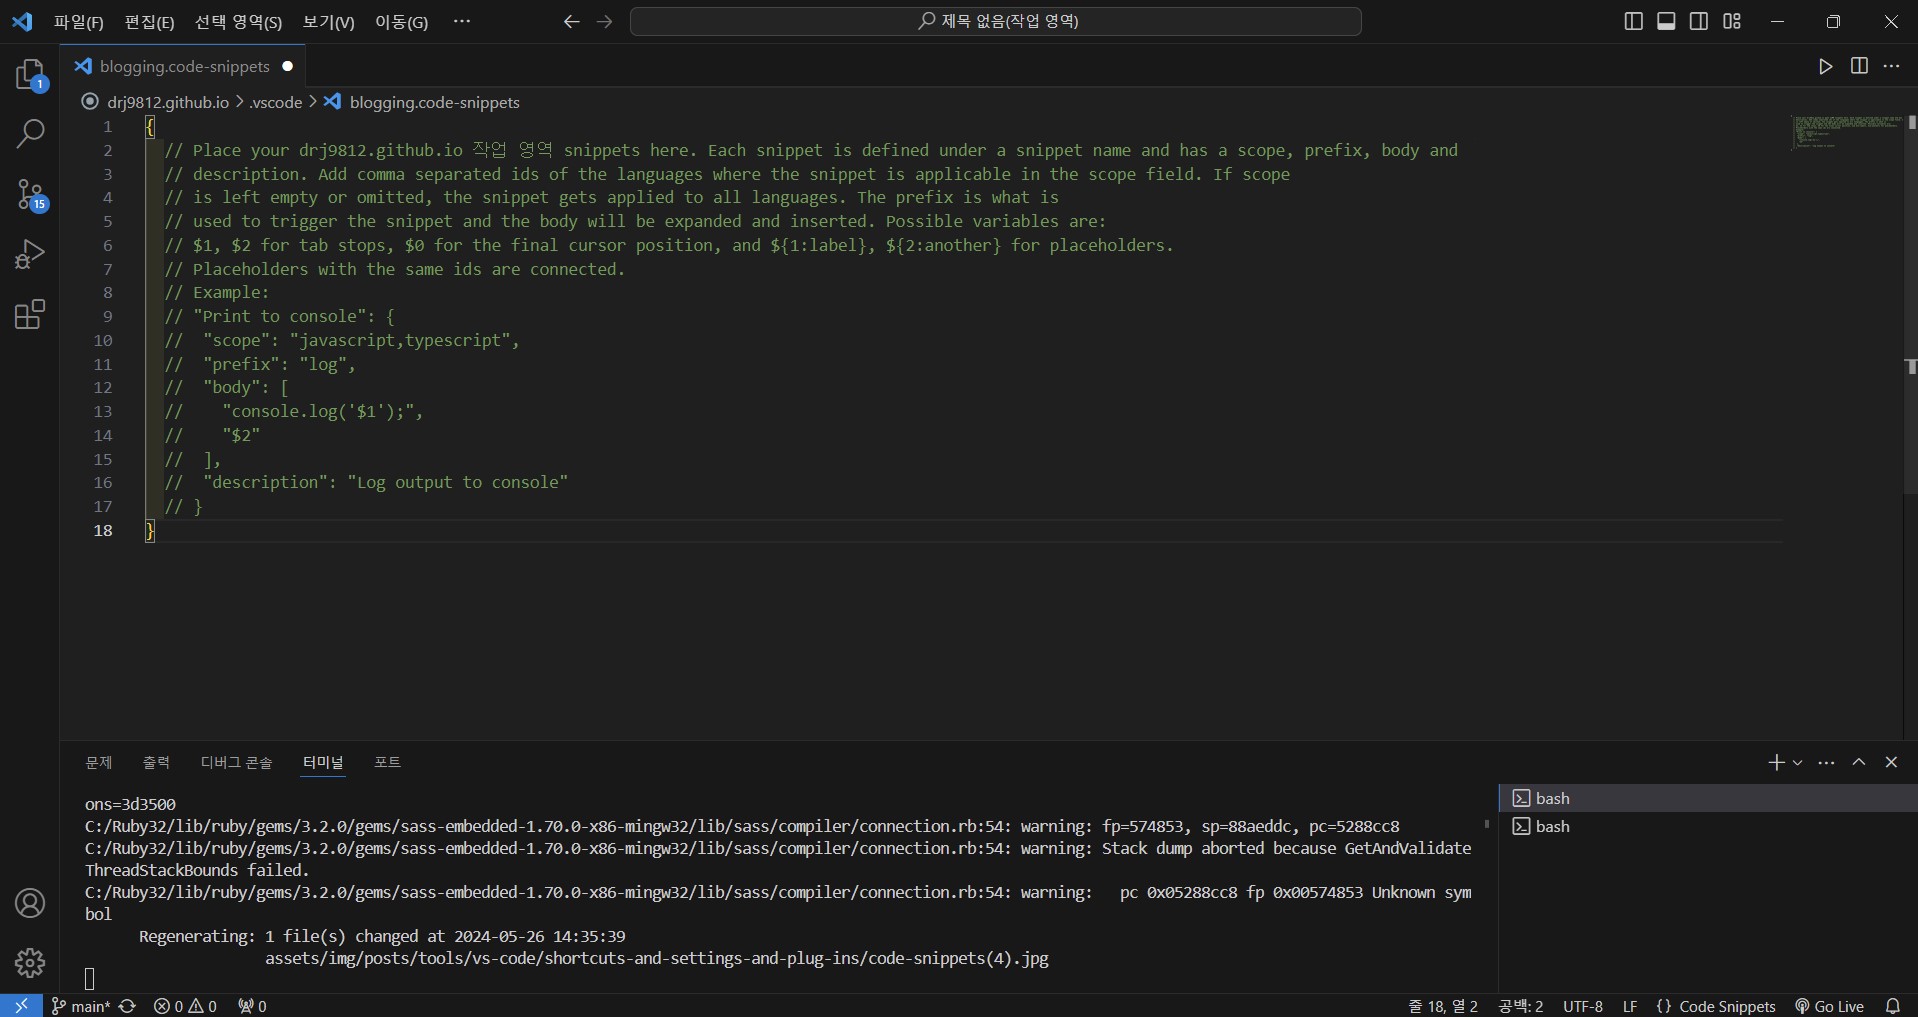 파일(F) 편집(E) 선택 영역(S) 보기(V) 이동(G) ···
제목 없음(작업 영역)
blogging.code-snippets
1
drj9812.github.io > .vscode > blogging.code-snippets
15
1 {
2 // Place your drj9812.github.io 작업 영역 snippets here. Each snippet is defined under a snippet name and has a scope, prefix, body and
3 // description. Add comma separated ids of the languages where the snippet is applicable in the scope field. If scope
4 // is left empty or omitted, the snippet gets applied to all languages. The prefix is what is
5 // used to trigger the snippet and the body will be expanded and inserted. Possible variables are:
6 // $1, $2 for tab stops, $0 for the final cursor position, and ${1:label}, ${2:another} for placeholders.
7 // Placeholders with the same ids are connected.
8 // Example:
9 // "Print to console": {
10 //  "scope": "javascript,typescript",
11 //  "prefix": "log",
12 //  "body": [
13 //    "console.log('$1');",
14 //    "$2"
15 //  ],
16 //  "description": "Log output to console"
17 // }
18 }
문제 출력 디버그 콘솔 터미널 포트
ons=3d3500
C:/Ruby32/lib/ruby/gems/3.2.0/gems/sass-embedded-1.70.0-x86-mingw32/lib/sass/compiler/connection.rb:54: warning: fp=574853, sp=88aeddc, pc=5288cc8
C:/Ruby32/lib/ruby/gems/3.2.0/gems/sass-embedded-1.70.0-x86-mingw32/lib/sass/compiler/connection.rb:54: warning: Stack dump aborted because GetAndValidate
ThreadStackBounds failed.
C:/Ruby32/lib/ruby/gems/3.2.0/gems/sass-embedded-1.70.0-x86-mingw32/lib/sass/compiler/connection.rb:54: warning:   pc 0x05288cc8 fp 0x00574853 Unknown sym
bol
Regenerating: 1 file(s) changed at 2024-05-26 14:35:39
assets/img/posts/tools/vs-code/shortcuts-and-settings-and-plug-ins/code-snippets(4).jpg
bash
bash
main* 0 0 0 줄 18, 열 2 공백: 2 UTF-8 LF {} Code Snippets Go Live